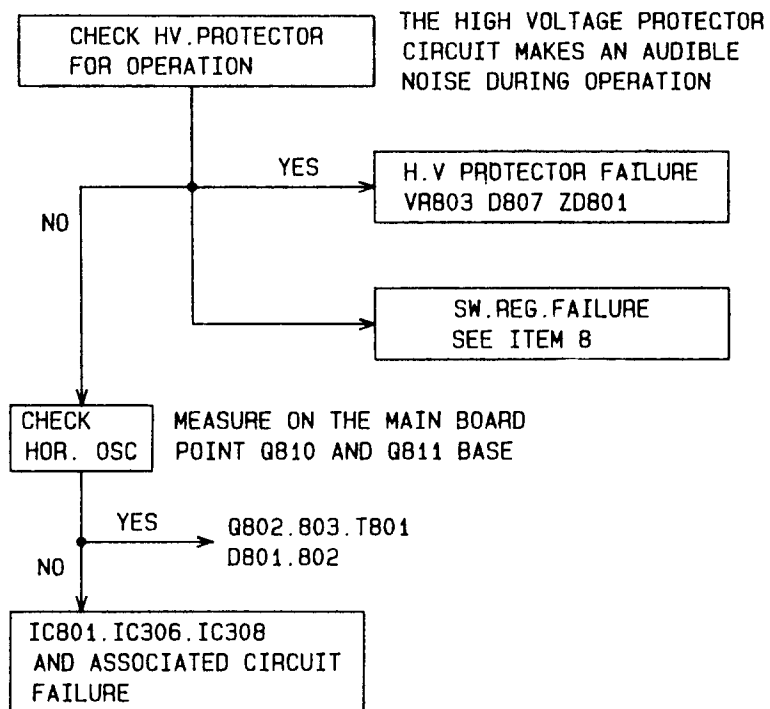 CHECK HV.PROTECTOR
FOR OPERATION
THE HIGH VOLTAGE PROTECTOR
CIRCUIT MAKES AN AUDIBLE
NOISE DURING OPERATION
YES
H.V PROTECTOR FAILURE
VR803 D807 ZD801
NO
SW.REG.FAILURE
SEE ITEM 8
CHECK
HOR. OSC
MEASURE ON THE MAIN BOARD
POINT Q810 AND Q811 BASE
YES
Q802.803.T801
D801.802
NO
IC801.IC306.IC308
AND ASSOCIATED CIRCUIT
FAILURE